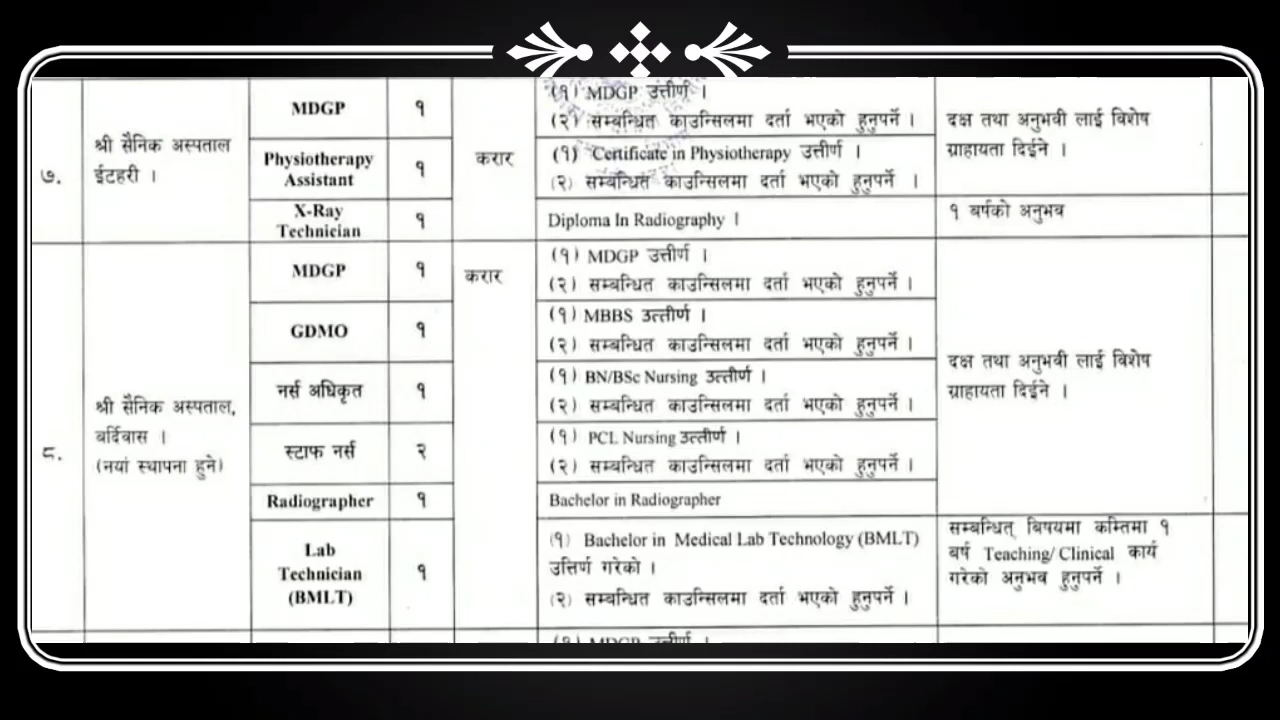 ७.
श्री सैनिक अस्पताल
ईटहरी ।
MDGP
१
करार
(१) MDGP उत्तीर्ण ।
(२) सम्बन्धित काउन्सिलमा दर्ता भएको हुनुपर्ने ।
दक्ष तथा अनुभवी लाई विशेष
ग्राहायता दिईने ।
Physiotherapy
Assistant
१
(१) Certificate in Physiotherapy उत्तीर्ण ।
(२) सम्बन्धित काउन्सिलमा दर्ता भएको हुनुपर्ने ।
X-Ray
Technician
१
Diploma In Radiography ।
१ बर्षको अनुभव
८.
श्री सैनिक अस्पताल,
बर्दिवास ।
(नयां स्थापना हुने)
MDGP
१
करार
(१) MDGP उत्तीर्ण ।
(२) सम्बन्धित काउन्सिलमा दर्ता भएको हुनुपर्ने ।
दक्ष तथा अनुभवी लाई विशेष
ग्राहायता दिईने ।
GDMO
१
(१) MBBS उत्तीर्ण ।
(२) सम्बन्धित काउन्सिलमा दर्ता भएको हुनुपर्ने ।
नर्स अधिकृत
१
(१) BN/BSc Nursing उत्तीर्ण ।
(२) सम्बन्धित काउन्सिलमा दर्ता भएको हुनुपर्ने ।
स्टाफ नर्स
२
(१) PCL Nursing उत्तीर्ण ।
(२) सम्बन्धित काउन्सिलमा दर्ता भएको हुनुपर्ने ।
Radiographer
१
Bachelor in Radiographer
Lab
Technician
(BMLT)
१
(१) Bachelor in Medical Lab Technology (BMLT)
उत्तिर्ण गरेको ।
(२) सम्बन्धित काउन्सिलमा दर्ता भएको हुनुपर्ने ।
सम्बन्धित् बिषयमा कम्तिमा १
बर्ष Teaching/ Clinical कार्य
गरेको अनुभव हुनुपर्ने ।
(१) MDGP उत्तीर्ण ।